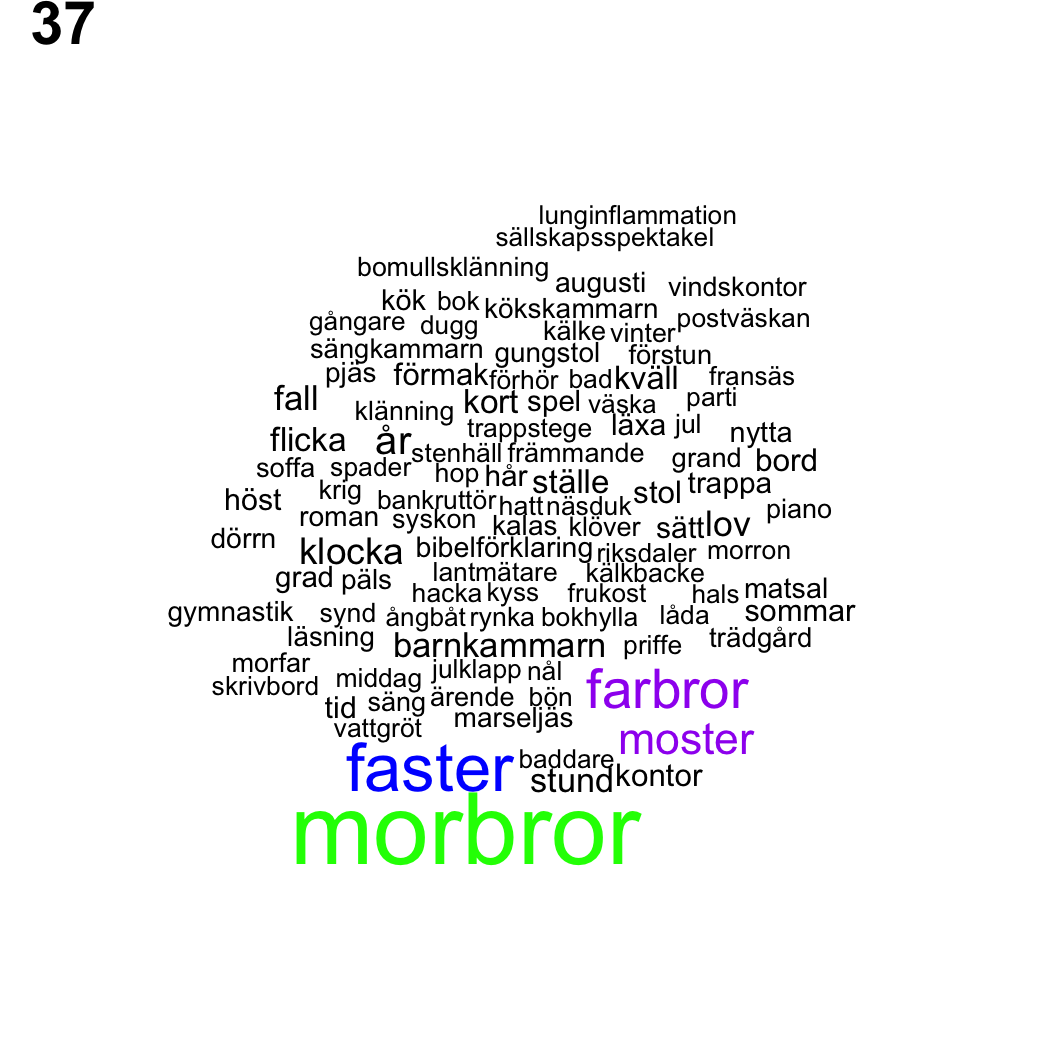 37
lunginflammation
sällskapsspektakel
bomullsklänning
augusti vindskontor
kök bok kökskammarn
gångare dugg kälke vinter postväskan
sängkammarn gungstol förstun
pjäs förmak förhör bad kväll fransäs
fall klänning kort spel väska parti
trappstege läxa jul nytta
flicka år stenhäll främmande grand bord
soffa spader hop hår ställe stol trappa
höst krig bankruttör hatt näsduk piano
roman syskon kalas klöver sätt lov
dörrn klocka bibelförklaring riksdaler morron
grad päls lantmätare kälkbacke
hacka kyss frukost hals matsal
gymnastik synd ångbåt rynka bokhylla låda sommar
läsning barnkammarn priffe trädgård
morfar middag julklapp nål
skrivbord säng ärende bön farbror
tid marseljäs
vattgröt moster
faster baddare
stund kontor
morbror